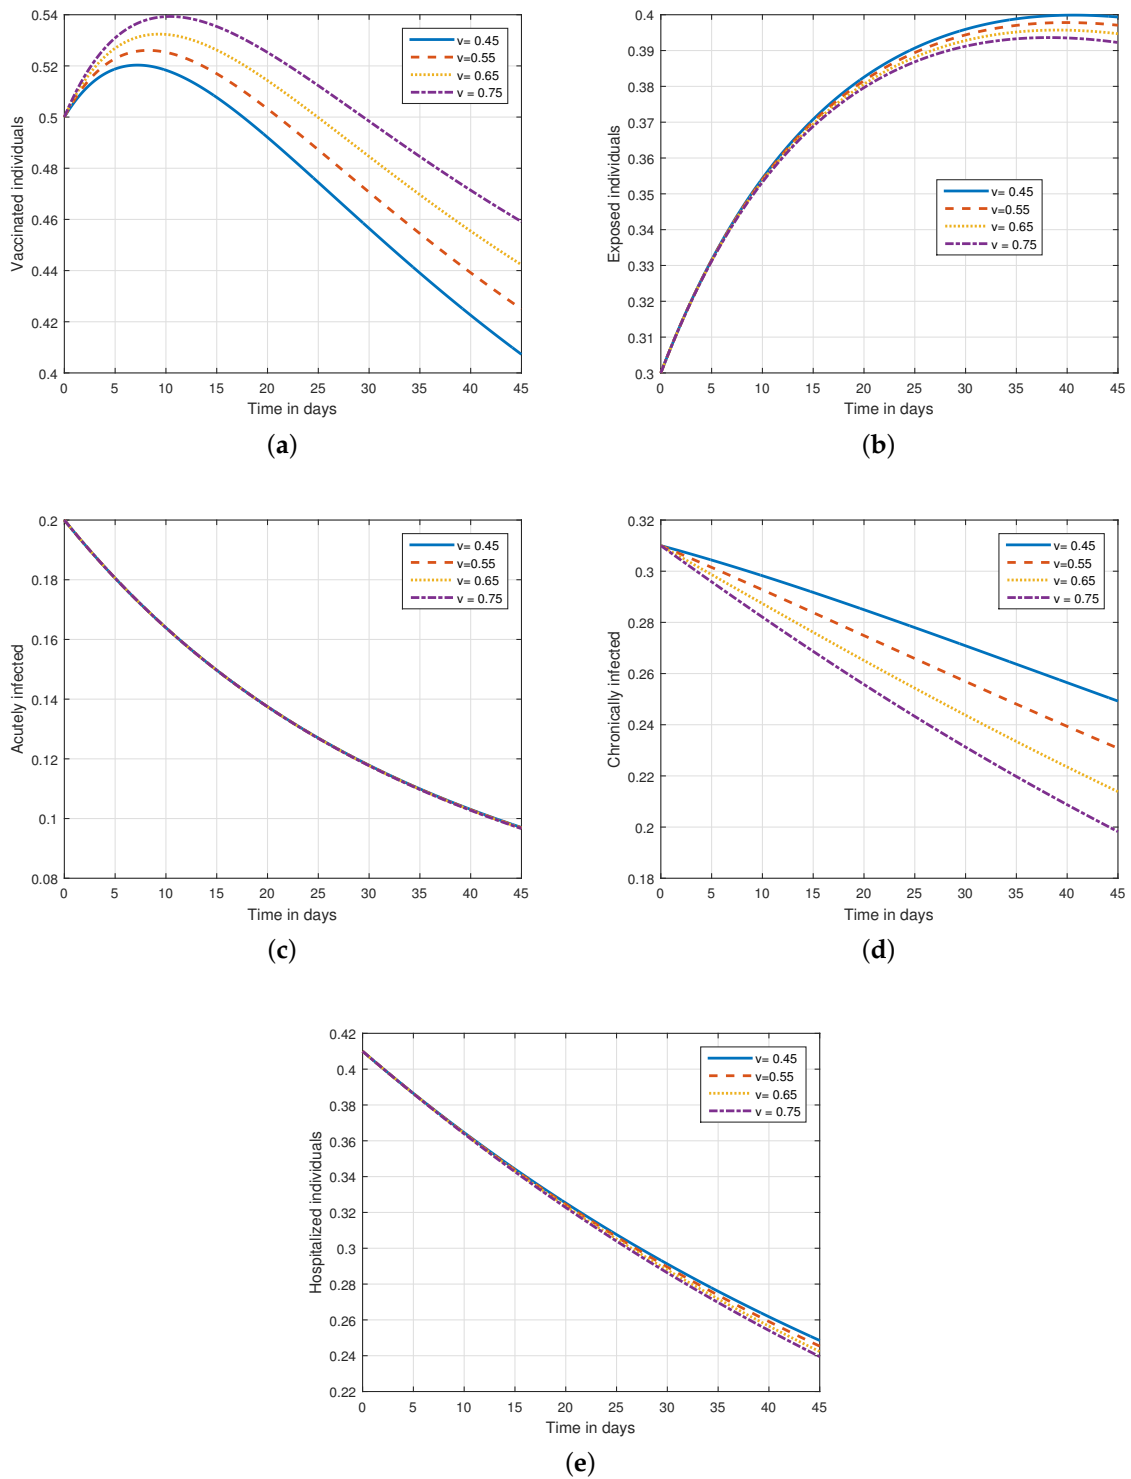 0.54
0.52
0.5
0.48
0.46
0.44
0.42
0.4
Vaccinated individuals
v= 0.45
v=0.55
v= 0.65
v = 0.75
0 5 10 15 20 25 30 35 40 45
Time in days
(a)
0.4
0.39
0.38
0.37
0.36
0.35
0.34
0.33
0.32
0.31
0.3
Exposed individuals
v= 0.45
v=0.55
v= 0.65
v = 0.75
0 5 10 15 20 25 30 35 40 45
Time in days
(b)
0.2
0.18
0.16
0.14
0.12
0.1
0.08
Acutely infected
v= 0.45
v=0.55
v= 0.65
v = 0.75
0 5 10 15 20 25 30 35 40 45
Time in days
(c)
0.32
0.3
0.28
0.26
0.24
0.22
0.2
0.18
Chronically infected
v= 0.45
v=0.55
v= 0.65
v = 0.75
0 5 10 15 20 25 30 35 40 45
Time in days
(d)
0.42
0.4
0.38
0.36
0.34
0.32
0.3
0.28
0.26
0.24
0.22
Hospitalized individuals
v= 0.45
v=0.55
v= 0.65
v = 0.75
0 5 10 15 20 25 30 35 40 45
Time in days
(e)